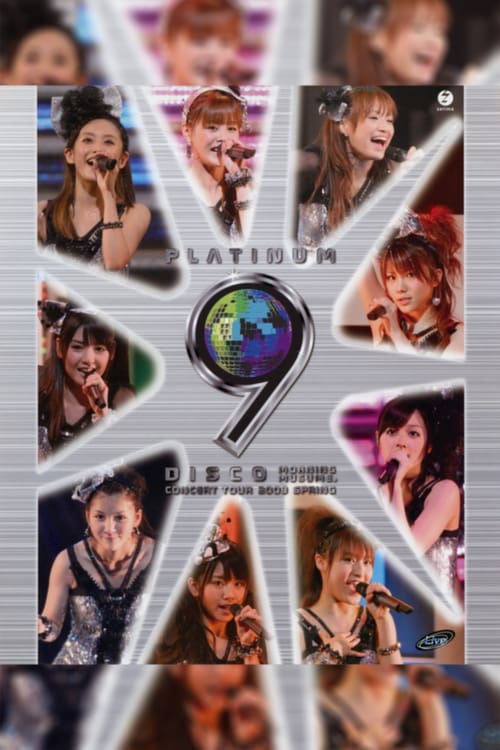 zetima
PLATINUM
9
DISCO
MORNING
MUSUME。
CONCERT TOUR 2009 SPRING
Live